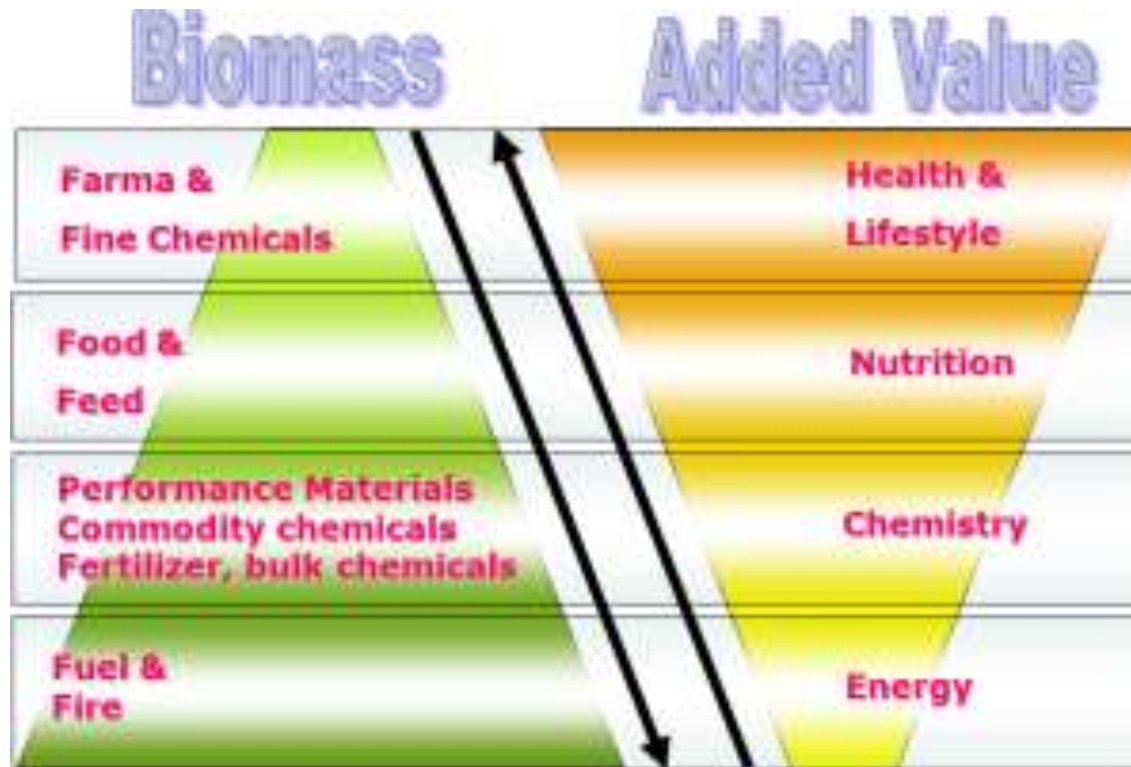 Biomass
Added Value
Farma &
Fine Chemicals
Health &
Lifestyle
Food &
Feed
Nutrition
Performance Materials
Commodity chemicals
Fertilizer, bulk chemicals
Chemistry
Fuel &
Fire
Energy